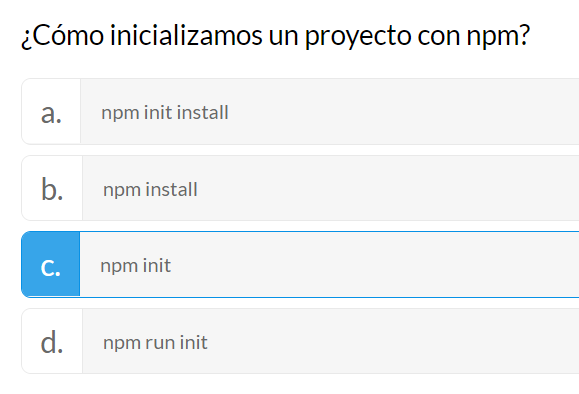 ¿Cómo inicializamos un proyecto con npm?
a. npm init install
b. npm install
c. npm init
d. npm run init